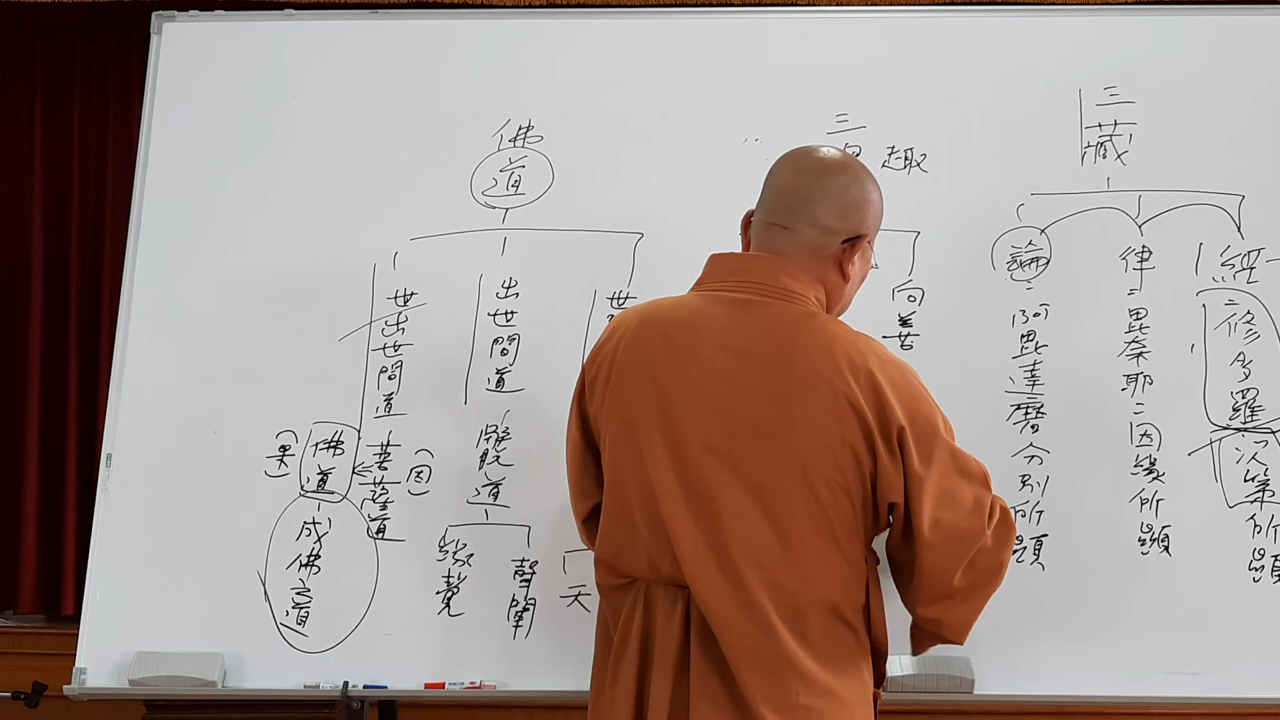 三藏
經
修多羅
次第所顯
律
毘奈耶
因緣所顯
論
阿毘達磨
分別所顯
三
趣
向善
佛道
世
天
出世間道
解脫道
聲聞
緣覺
世出世間道
菩薩道
(因)
佛道
(果)
成佛之道